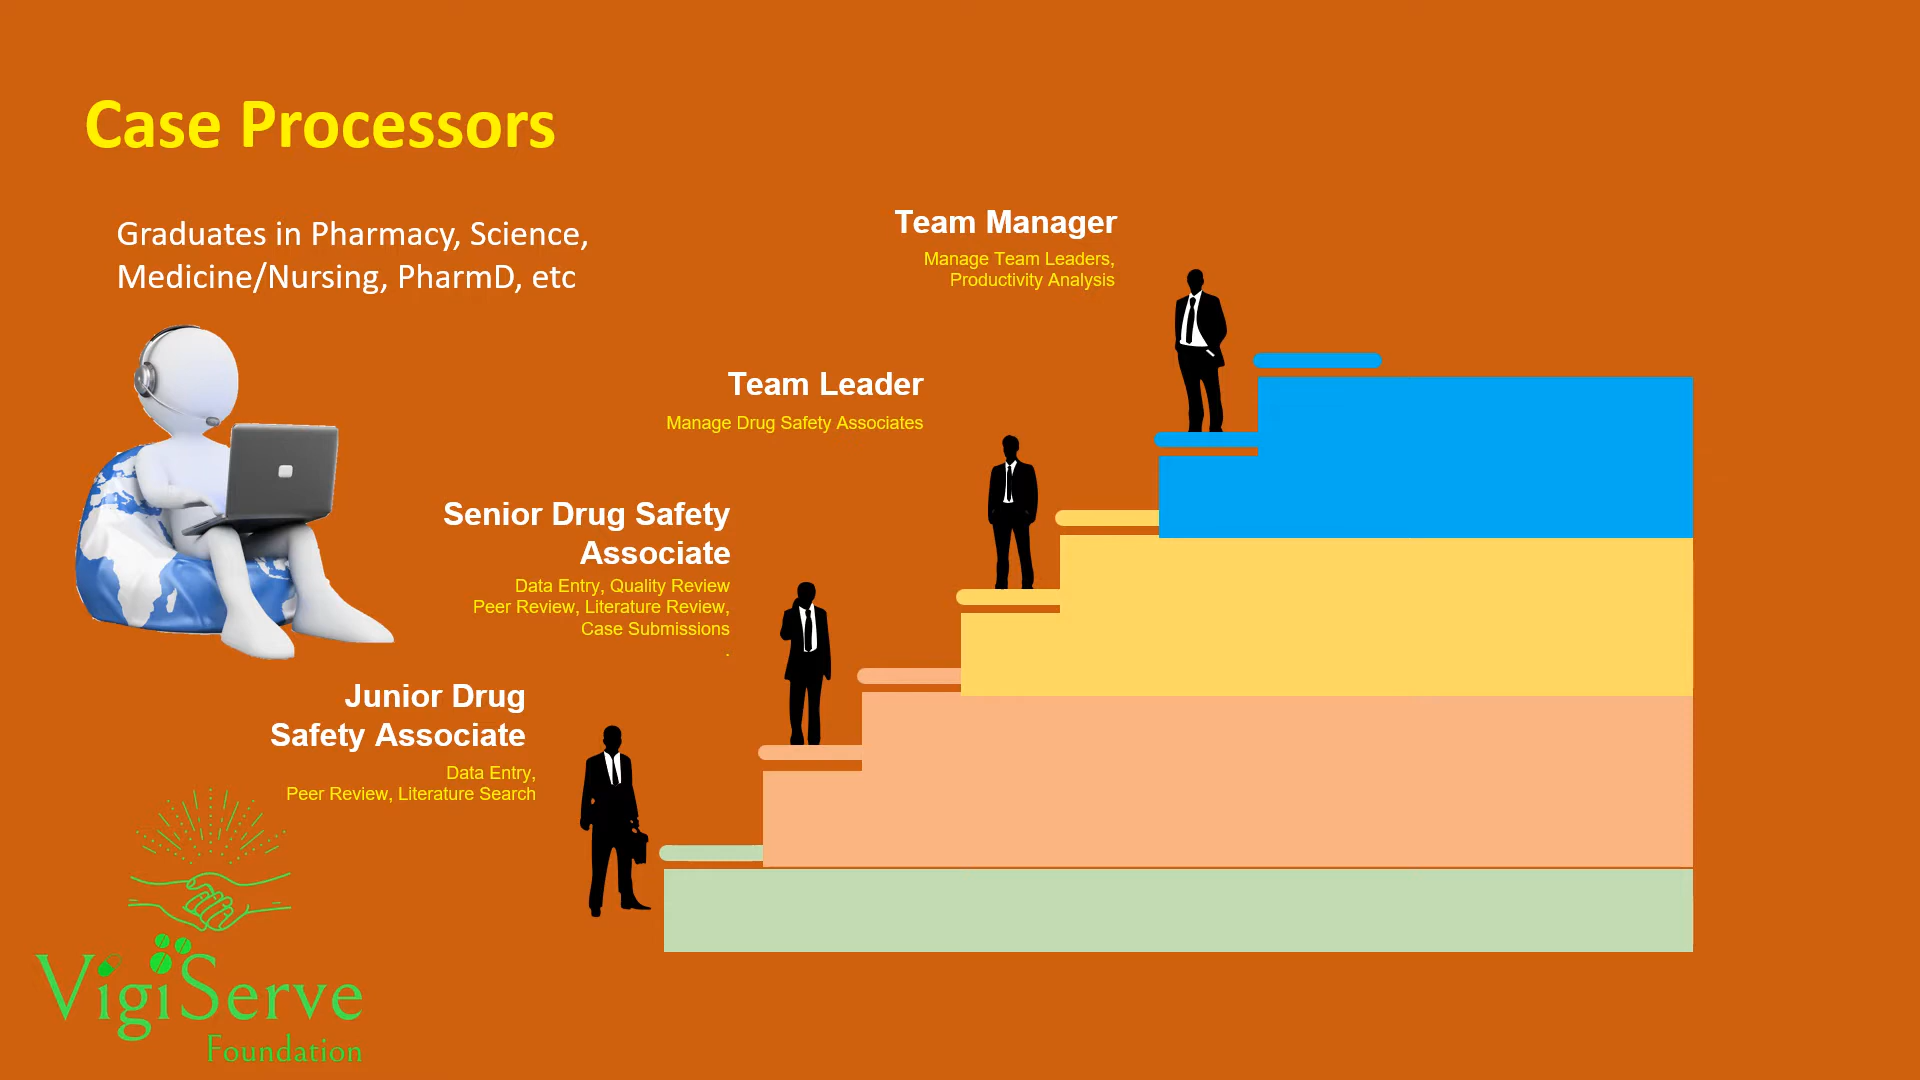 Case Processors
Graduates in Pharmacy, Science,
Medicine/Nursing, PharmD, etc
Team Manager
Manage Team Leaders,
Productivity Analysis
Team Leader
Manage Drug Safety Associates
Senior Drug Safety
Associate
Data Entry, Quality Review
Peer Review, Literature Review,
Case Submissions
.
Junior Drug
Safety Associate
Data Entry,
Peer Review, Literature Search
VigiServe
Foundation